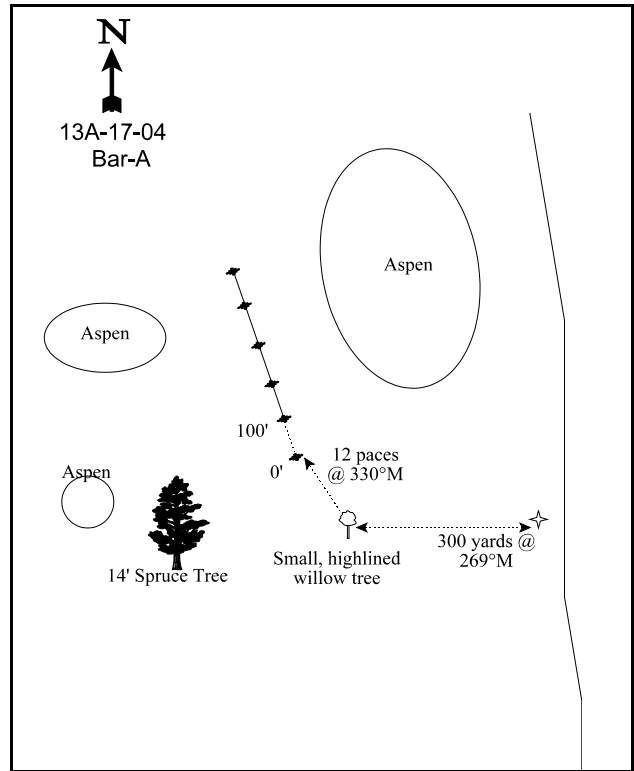 N
13A-17-04
Bar-A
Aspen
Aspen
100'
0'
12 paces
@ 330°M
Aspen
14' Spruce Tree
Small, highlined
willow tree
300 yards @
269°M